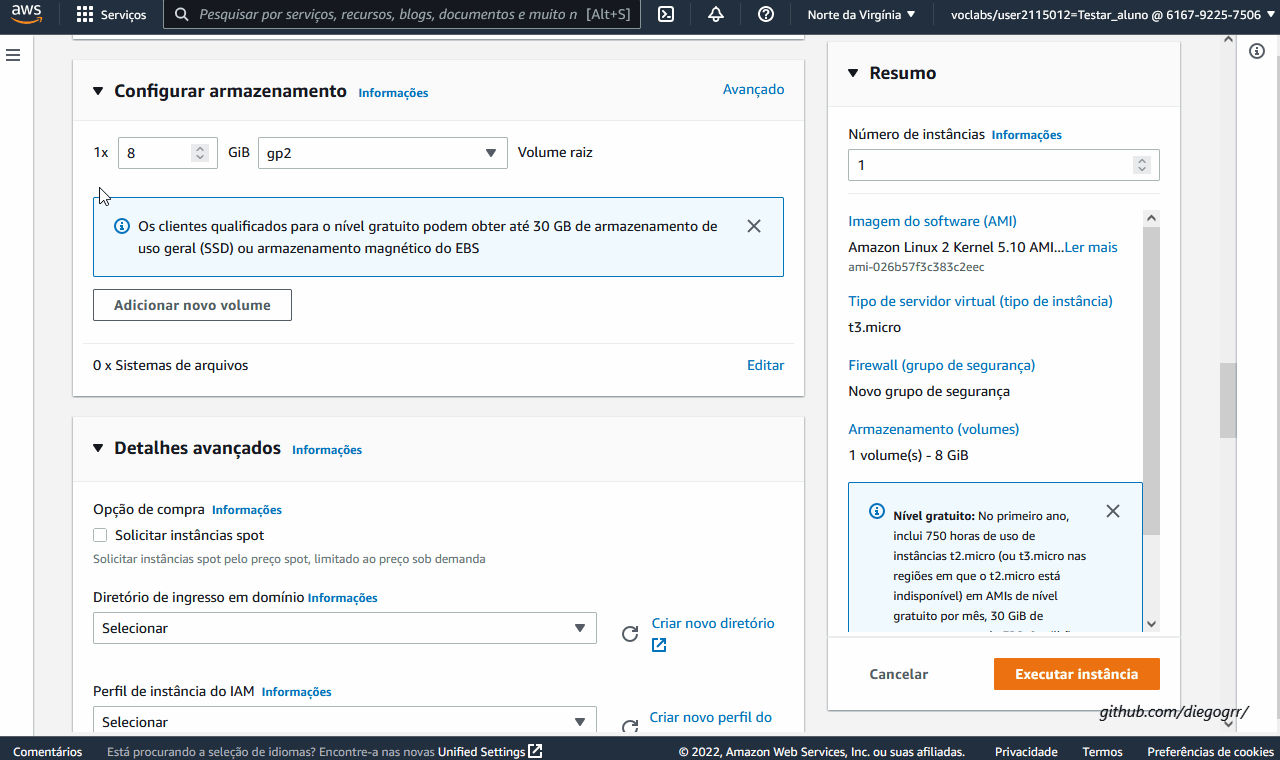 aws
Serviços
Pesquisar por serviços, recursos, blogs, documentos e muito n [Alt+S]
Norte da Virgínia
voclabs/user2115012=Testar_aluno @ 6167-9225-7506
Configurar armazenamento Informações
Avançado
1x 8 GiB gp2 Volume raiz
Os clientes qualificados para o nível gratuito podem obter até 30 GB de armazenamento de
uso geral (SSD) ou armazenamento magnético do EBS
Adicionar novo volume
0 x Sistemas de arquivos
Editar
Detalhes avançados Informações
Opção de compra Informações
Solicitar instâncias spot
Solicitar instâncias spot pelo preço spot, limitado ao preço sob demanda
Diretório de ingresso em domínio Informações
Selecionar
Criar novo diretório
Perfil de instância do IAM Informações
Selecionar
Criar novo perfil do
Resumo
Número de instâncias Informações
1
Imagem do software (AMI)
Amazon Linux 2 Kernel 5.10 AMI...Ler mais
ami-026b57f3c383c2eec
Tipo de servidor virtual (tipo de instância)
t3.micro
Firewall (grupo de segurança)
Novo grupo de segurança
Armazenamento (volumes)
1 volume(s) - 8 GiB
Nível gratuito: No primeiro ano,
inclui 750 horas de uso de
instâncias t2.micro (ou t3.micro nas
regiões em que o t2.micro está
indisponível) em AMIs de nível
gratuito por mês, 30 GiB de
Cancelar
Executar instância
github.com/diegogrr/
Comentários
Está procurando a seleção de idiomas? Encontre-a nas novas Unified Settings
© 2022, Amazon Web Services, Inc. ou suas afiliadas.
Privacidade
Termos
Preferências de cookies